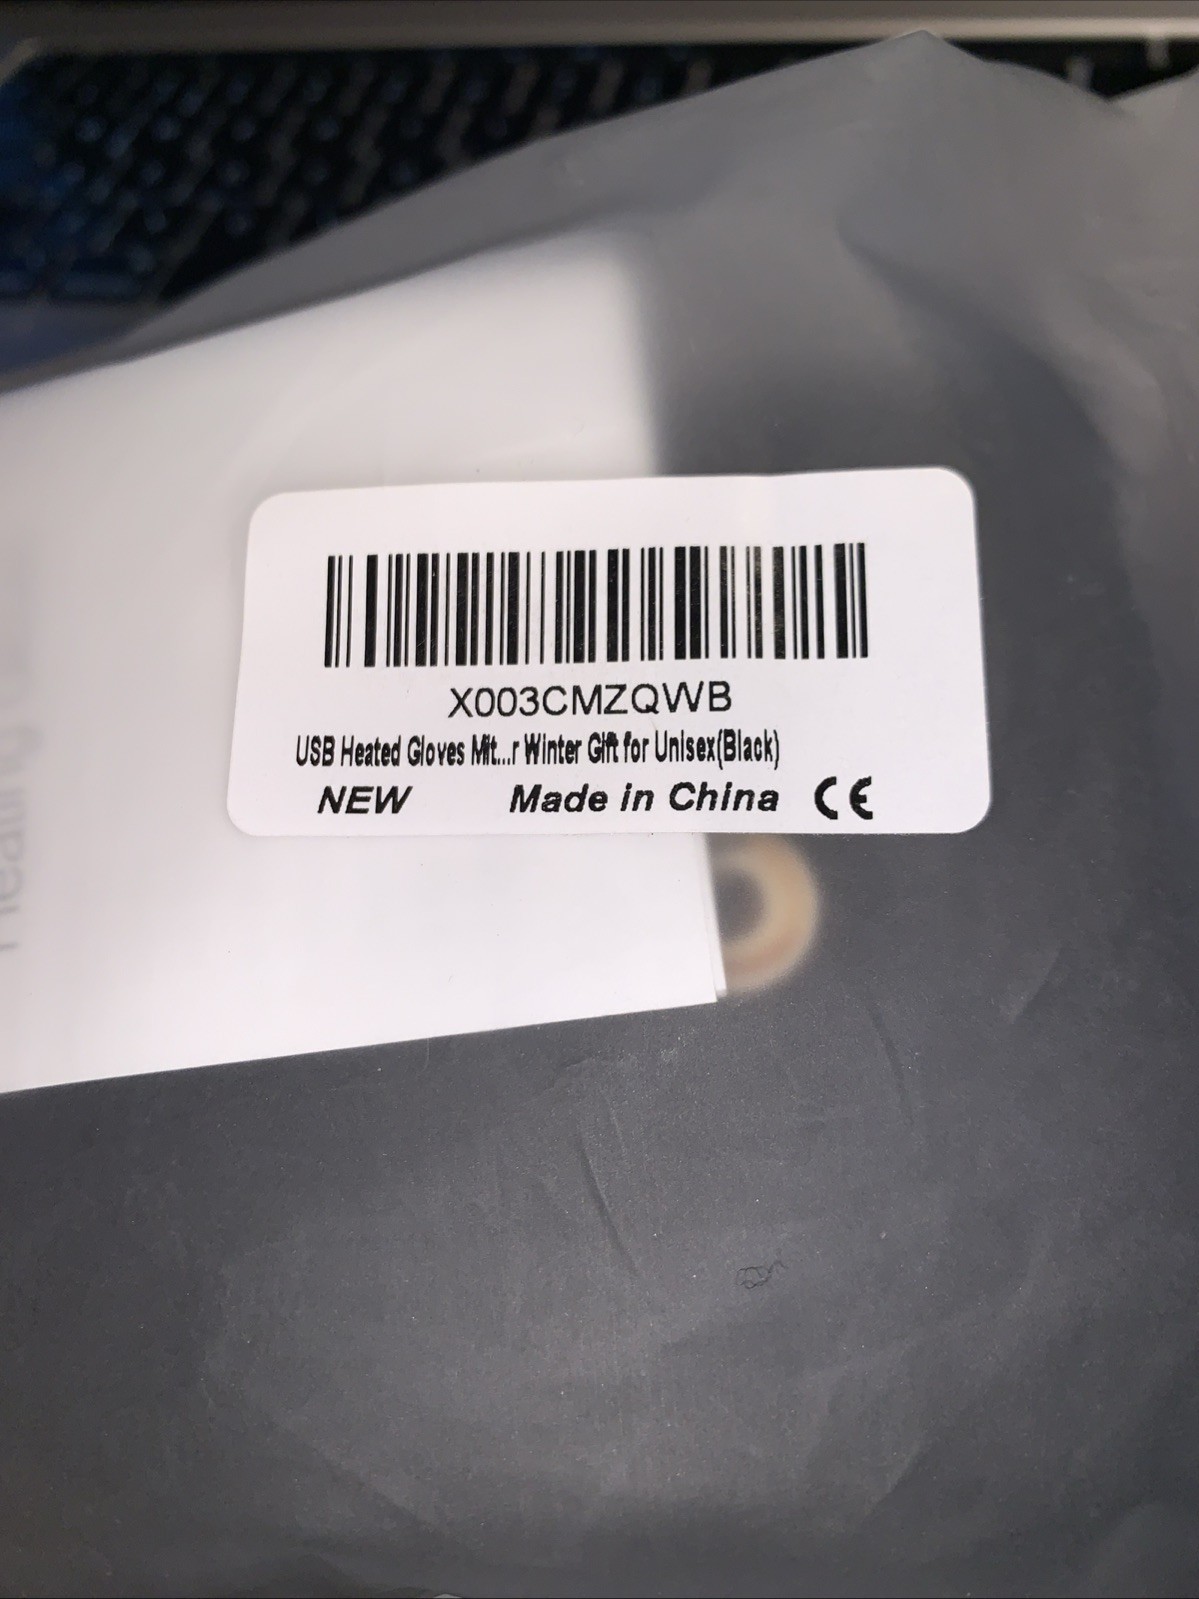 X003CMZQWB
USB Heated Gloves Mit...r Winter Gift for Unisex(Black)
NEW Made in China CE